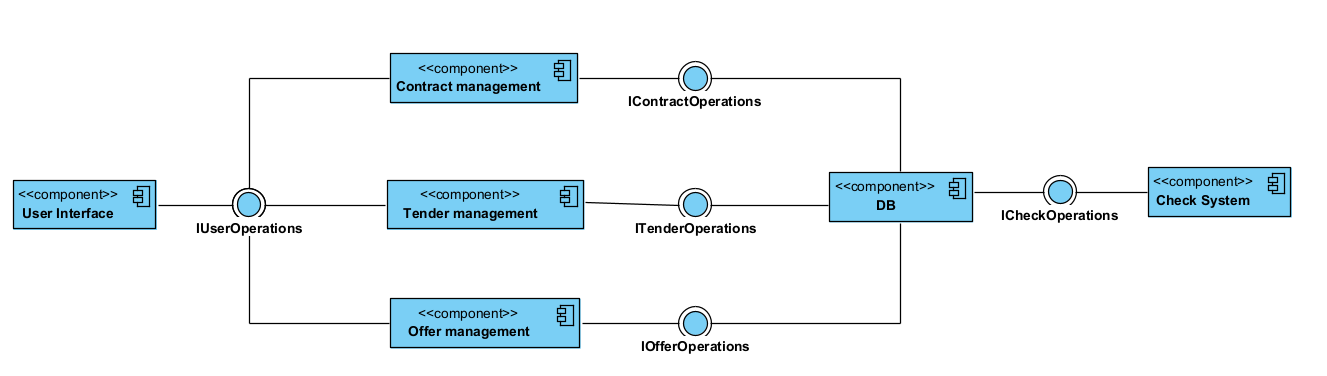 <<component>>
Contract management
IContractOperations
<<component>>
User Interface
IUserOperations
<<component>>
Tender management
ITenderOperations
<<component>>
DB
ICheckOperations
<<component>>
Check System
<<component>>
Offer management
IOfferOperations